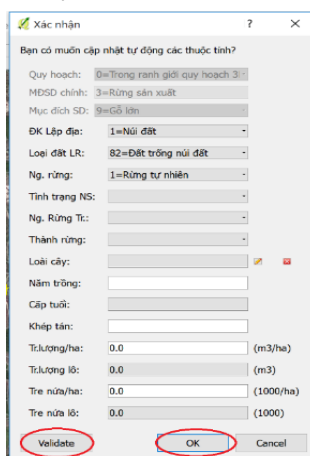 Xác nhận ? ×
Bạn có muốn cập nhật tự động các thuộc tính?
Quy hoạch: 0=Trong ranh giới quy hoạch 3l
MĐSD chính: 3=Rừng sản xuất
Mục đích SD: 9=Gỗ lớn
ĐK Lập địa: 1=Núi đất
Loại đất LR: 82=Đất trống núi đất
Ng. rừng: 1=Rừng tự nhiên
Tình trạng NS:
Ng. Rừng Tr.:
Thành rừng:
Loài cây:
Năm trồng:
Cấp tuổi:
Khép tán:
Tr.lượng/ha: 0.0 (m3/ha)
Tr.lượng lô: 0.0 (m3)
Tre nứa/ha: 0.0 (1000/ha)
Tre nứa lô: 0.0 (1000)
Validate OK Cancel